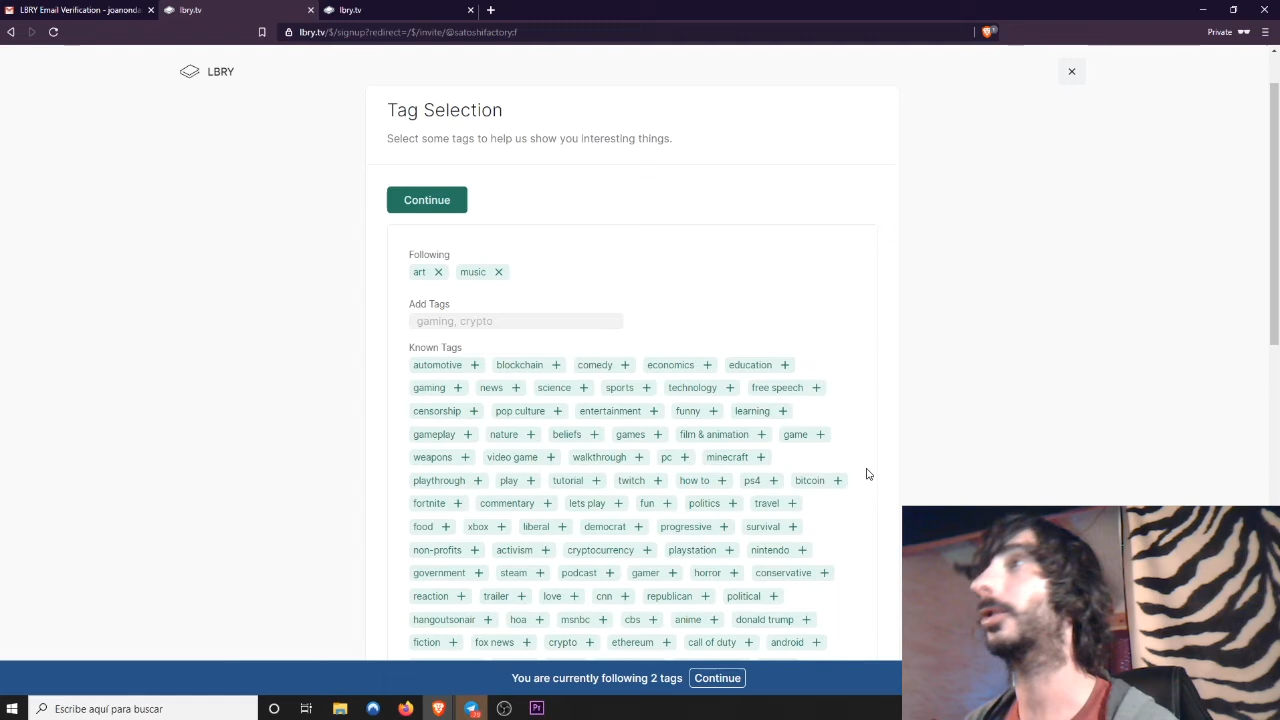 LBRY Email Verification - joanonda
lbry.tv
lbry.tv
lbry.tv/$/signup?redirect=/$/invite/@satoshifactory:f
Private
LBRY
Tag Selection
Select some tags to help us show you interesting things.
Continue
Following
art music
Add Tags
gaming, crypto
Known Tags
automotive blockchain comedy economics education
gaming news science sports technology free speech
censorship pop culture entertainment funny learning
gameplay nature beliefs games film & animation game
weapons video game walkthrough pc minecraft
playthrough play tutorial twitch how to ps4 bitcoin
fortnite commentary lets play fun politics travel
food xbox liberal democrat progressive survival
non-profits activism cryptocurrency playstation nintendo
government steam podcast gamer horror conservative
reaction trailer love cnn republican political
hangoutsonair hoa msnbc cbs anime donald trump
fiction fox news crypto ethereum call of duty android
You are currently following 2 tags Continue
Escribe aquí para buscar
Pr